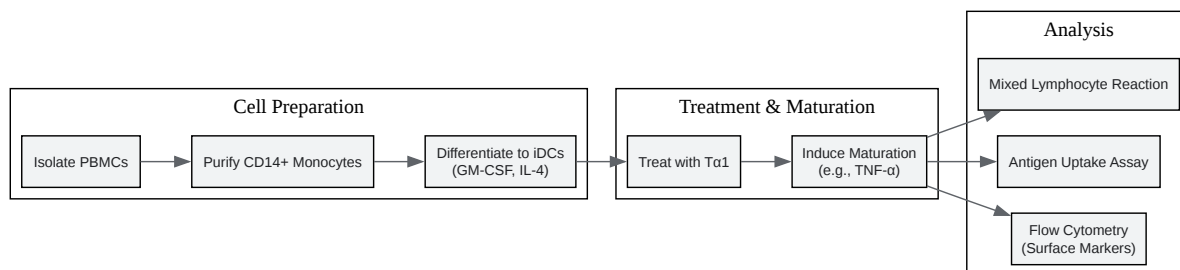 Cell Preparation
Isolate PBMCs
Purify CD14+ Monocytes
Differentiate to iDCs
(GM-CSF, IL-4)
Treatment & Maturation
Treat with Tα1
Induce Maturation
(e.g., TNF-α)
Analysis
Mixed Lymphocyte Reaction
Antigen Uptake Assay
Flow Cytometry
(Surface Markers)